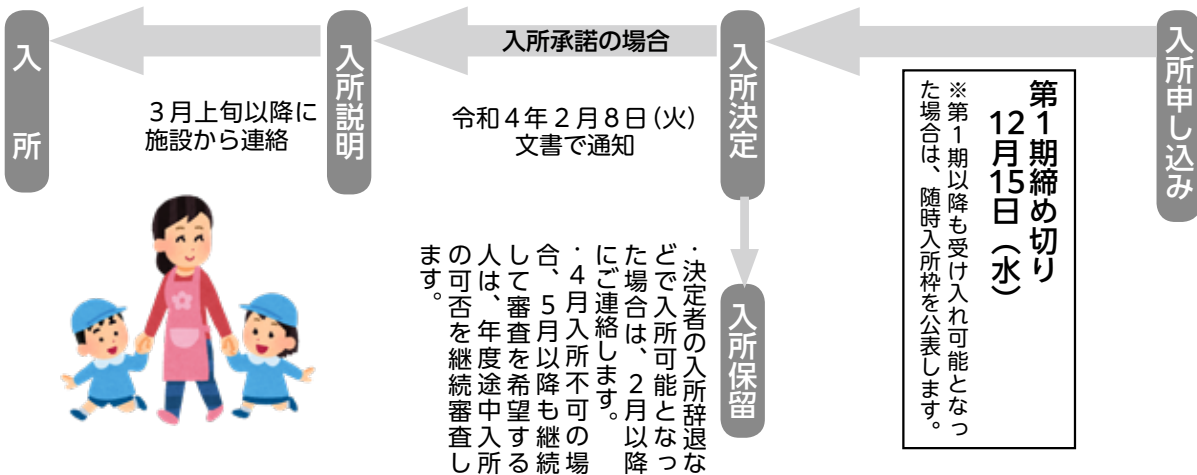 入所申し込み
第1期締め切り
12月15日（水）
※第1期以降も受け入れ可能となっ
た場合は、随時入所枠を公表します。
入所決定
入所承諾の場合
令和4年2月8日(火)
文書で通知
入所説明
3月上旬以降に
施設から連絡
入所
入所保留
・決定者の入所辞退な
どで入所可能となっ
た場合は、2月以降
にご連絡します。
・4月入所不可の場
合、5月以降も継続
して審査を希望する
人は、年度途中入所
の可否を継続審査し
ます。